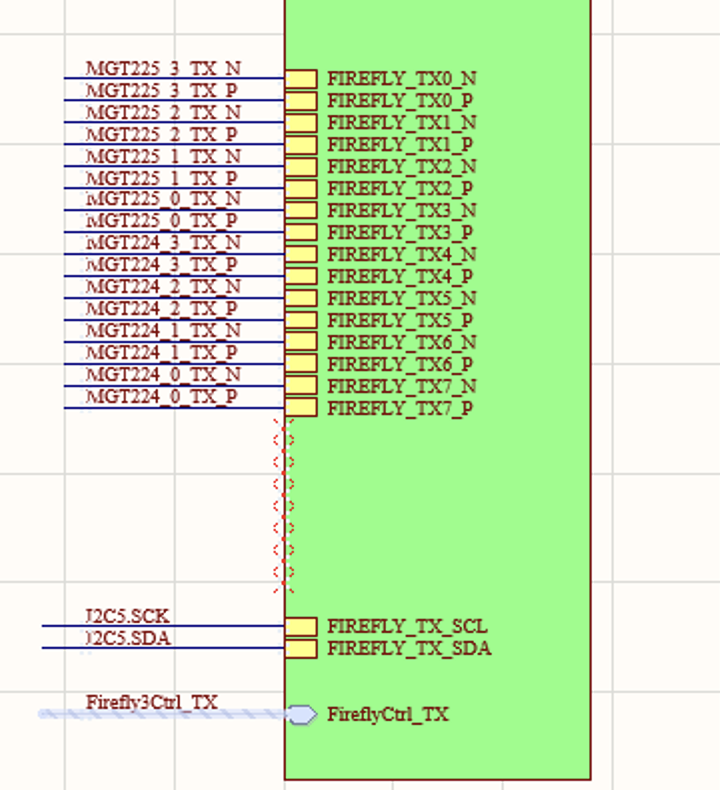 MGT225_3_TX_N FIREFLY_TX0_N
MGT225_3_TX_P FIREFLY_TX0_P
MGT225_2_TX_N FIREFLY_TX1_N
MGT225_2_TX_P FIREFLY_TX1_P
MGT225_1_TX_N FIREFLY_TX2_N
MGT225_1_TX_P FIREFLY_TX2_P
MGT225_0_TX_N FIREFLY_TX3_N
MGT225_0_TX_P FIREFLY_TX3_P
MGT224_3_TX_N FIREFLY_TX4_N
MGT224_3_TX_P FIREFLY_TX4_P
MGT224_2_TX_N FIREFLY_TX5_N
MGT224_2_TX_P FIREFLY_TX5_P
MGT224_1_TX_N FIREFLY_TX6_N
MGT224_1_TX_P FIREFLY_TX6_P
MGT224_0_TX_N FIREFLY_TX7_N
MGT224_0_TX_P FIREFLY_TX7_P
I2C5.SCK FIREFLY_TX_SCL
I2C5.SDA FIREFLY_TX_SDA
Firefly3Ctrl_TX FireflyCtrl_TX